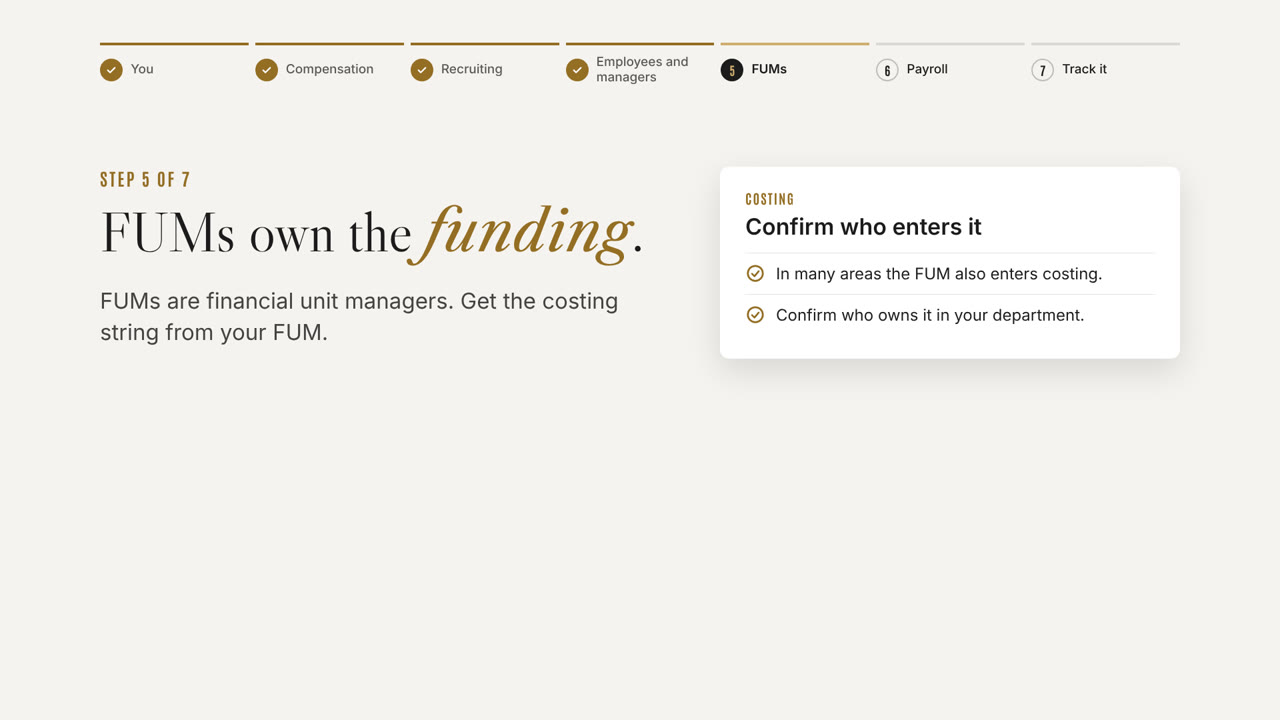 You
Compensation
Recruiting
Employees and
managers
5
FUMs
6
Payroll
7
Track it
STEP 5 OF 7
FUMs own the funding.
FUMs are financial unit managers. Get the costing
string from your FUM.
COSTING
Confirm who enters it
In many areas the FUM also enters costing.
Confirm who owns it in your department.